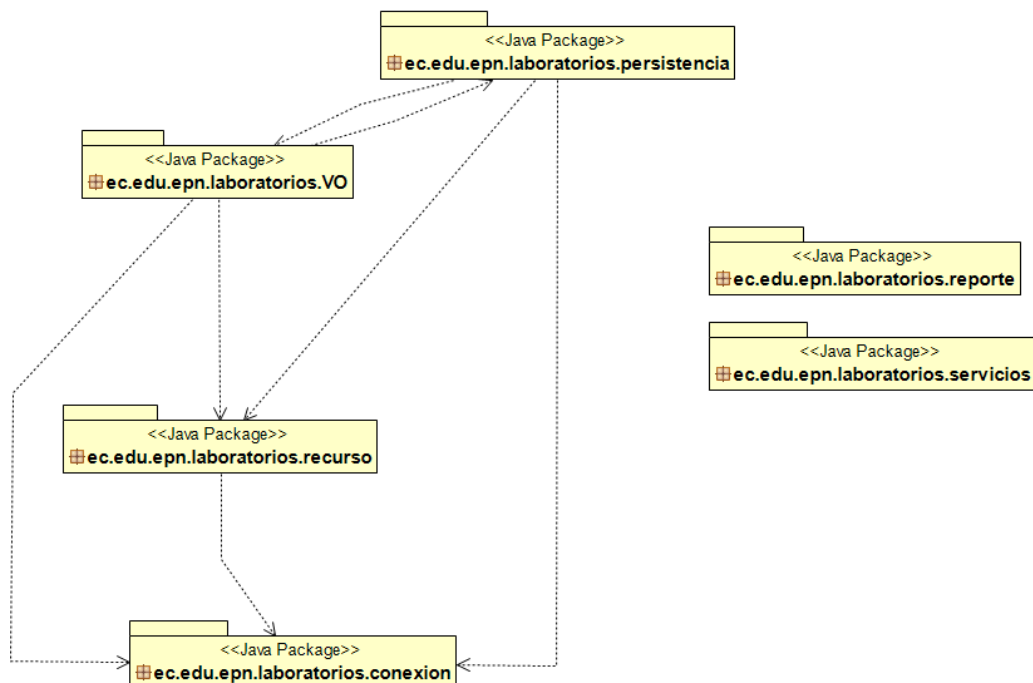 <<Java Package>>
ec.edu.epn.laboratorios.persistencia
<<Java Package>>
ec.edu.epn.laboratorios.VO
<<Java Package>>
ec.edu.epn.laboratorios.reporte
<<Java Package>>
ec.edu.epn.laboratorios.servicios
<<Java Package>>
ec.edu.epn.laboratorios.recurso
<<Java Package>>
ec.edu.epn.laboratorios.conexion